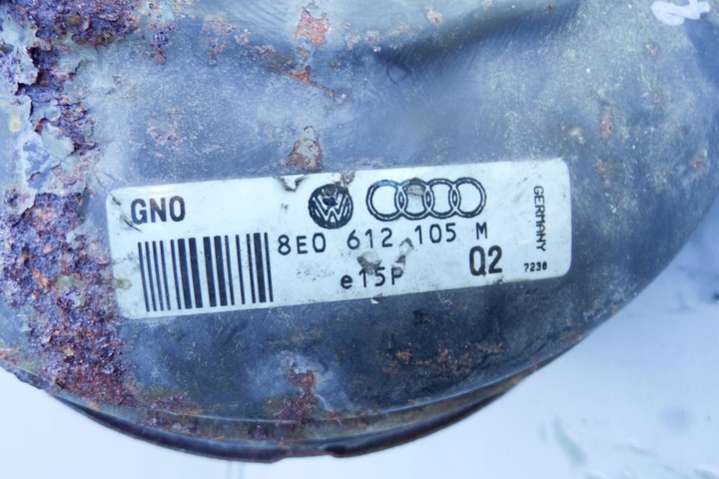 GNO
8E0 612 105 M
e15P
Q2
GERMANY
7238